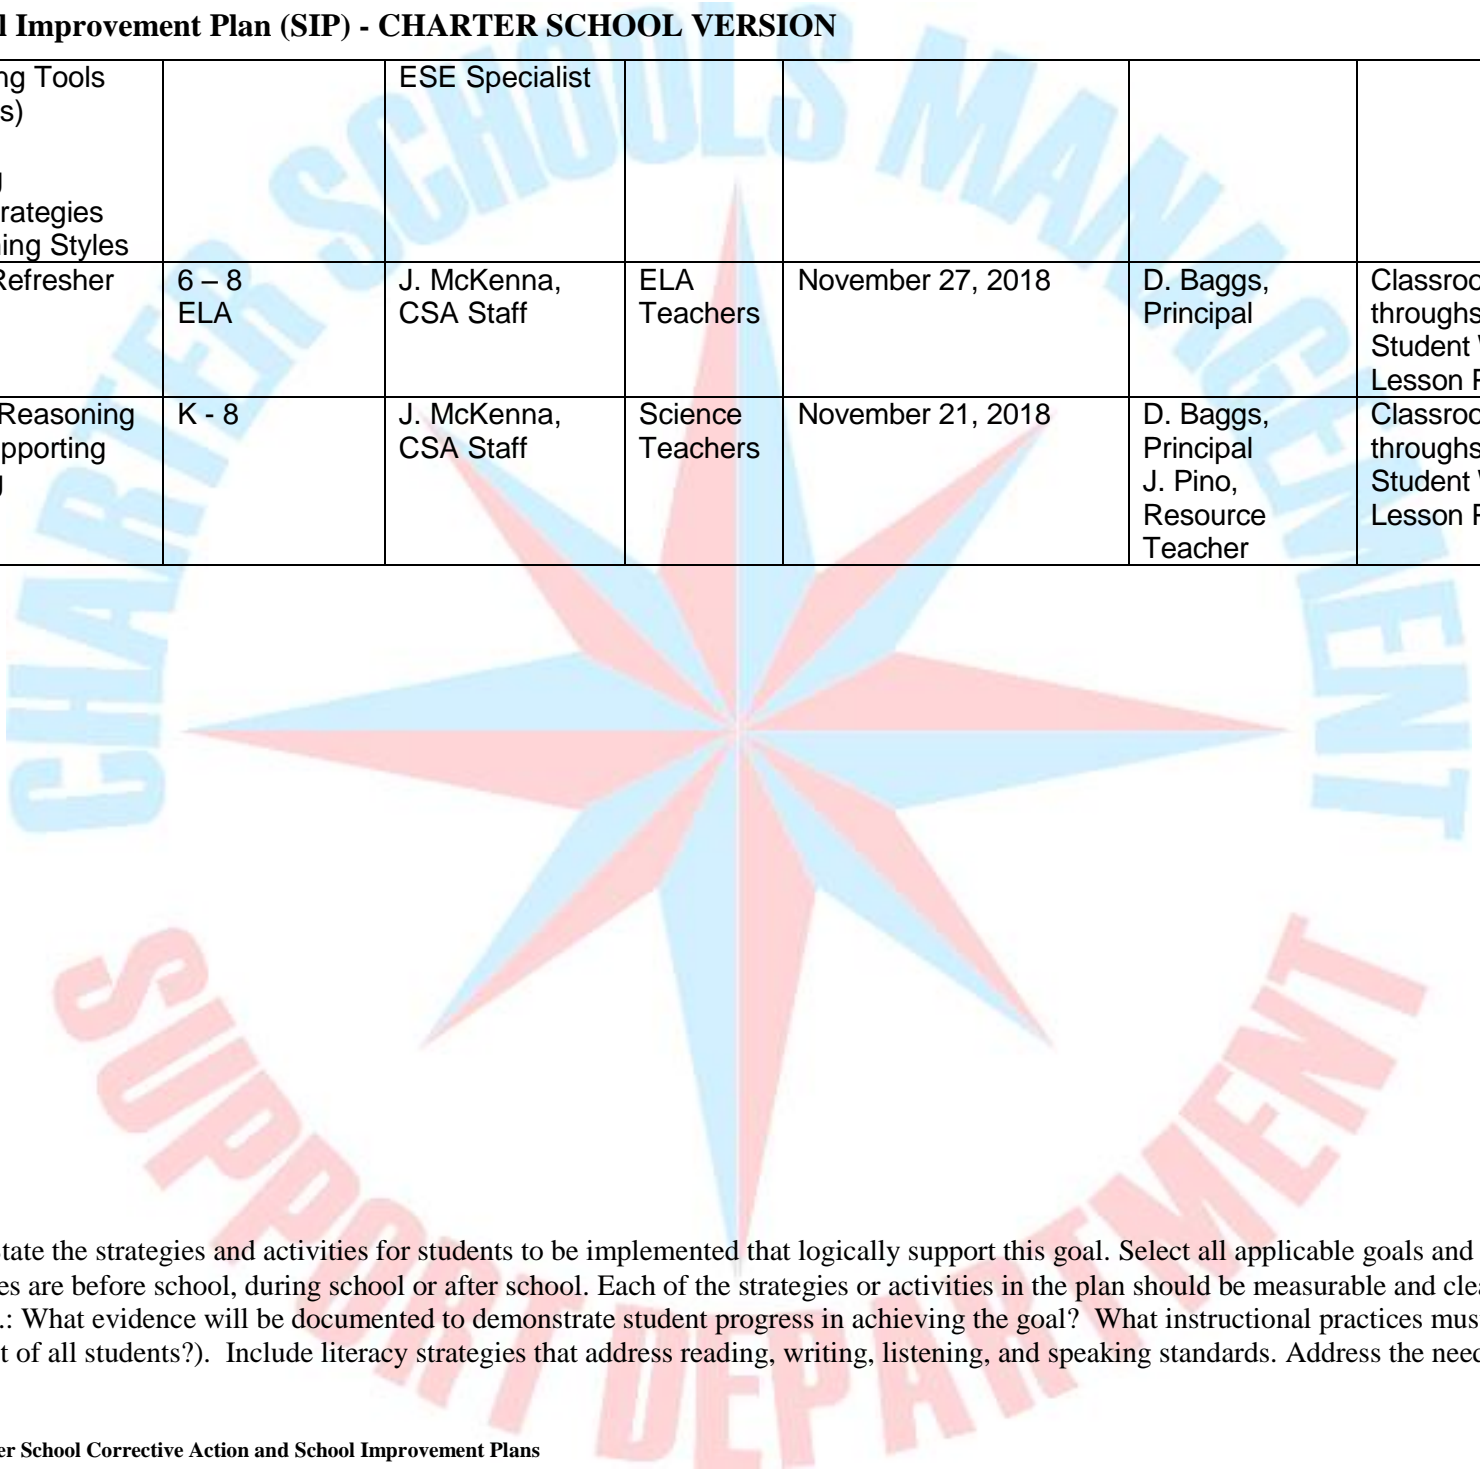 l Improvement Plan (SIP) - CHARTER SCHOOL VERSION
ng Tools
s)
g
rategies
ning Styles
ESE Specialist
Refresher
6 – 8
ELA
J. McKenna,
CSA Staff
ELA
Teachers
November 27, 2018
D. Baggs,
Principal
Classroo
throughs
Student W
Lesson P
Reasoning
pporting
g
K - 8
J. McKenna,
CSA Staff
Science
Teachers
November 21, 2018
D. Baggs,
Principal
J. Pino,
Resource
Teacher
Classroo
throughs
Student W
Lesson P
CHARTER SCHOOLS MANAGEMENT
SUPPORT DEPARTMENT
tate the strategies and activities for students to be implemented that logically support this goal. Select all applicable goals and
es are before school, during school or after school. Each of the strategies or activities in the plan should be measurable and clea
.: What evidence will be documented to demonstrate student progress in achieving the goal?  What instructional practices mus
t of all students?).  Include literacy strategies that address reading, writing, listening, and speaking standards. Address the need
er School Corrective Action and School Improvement Plans